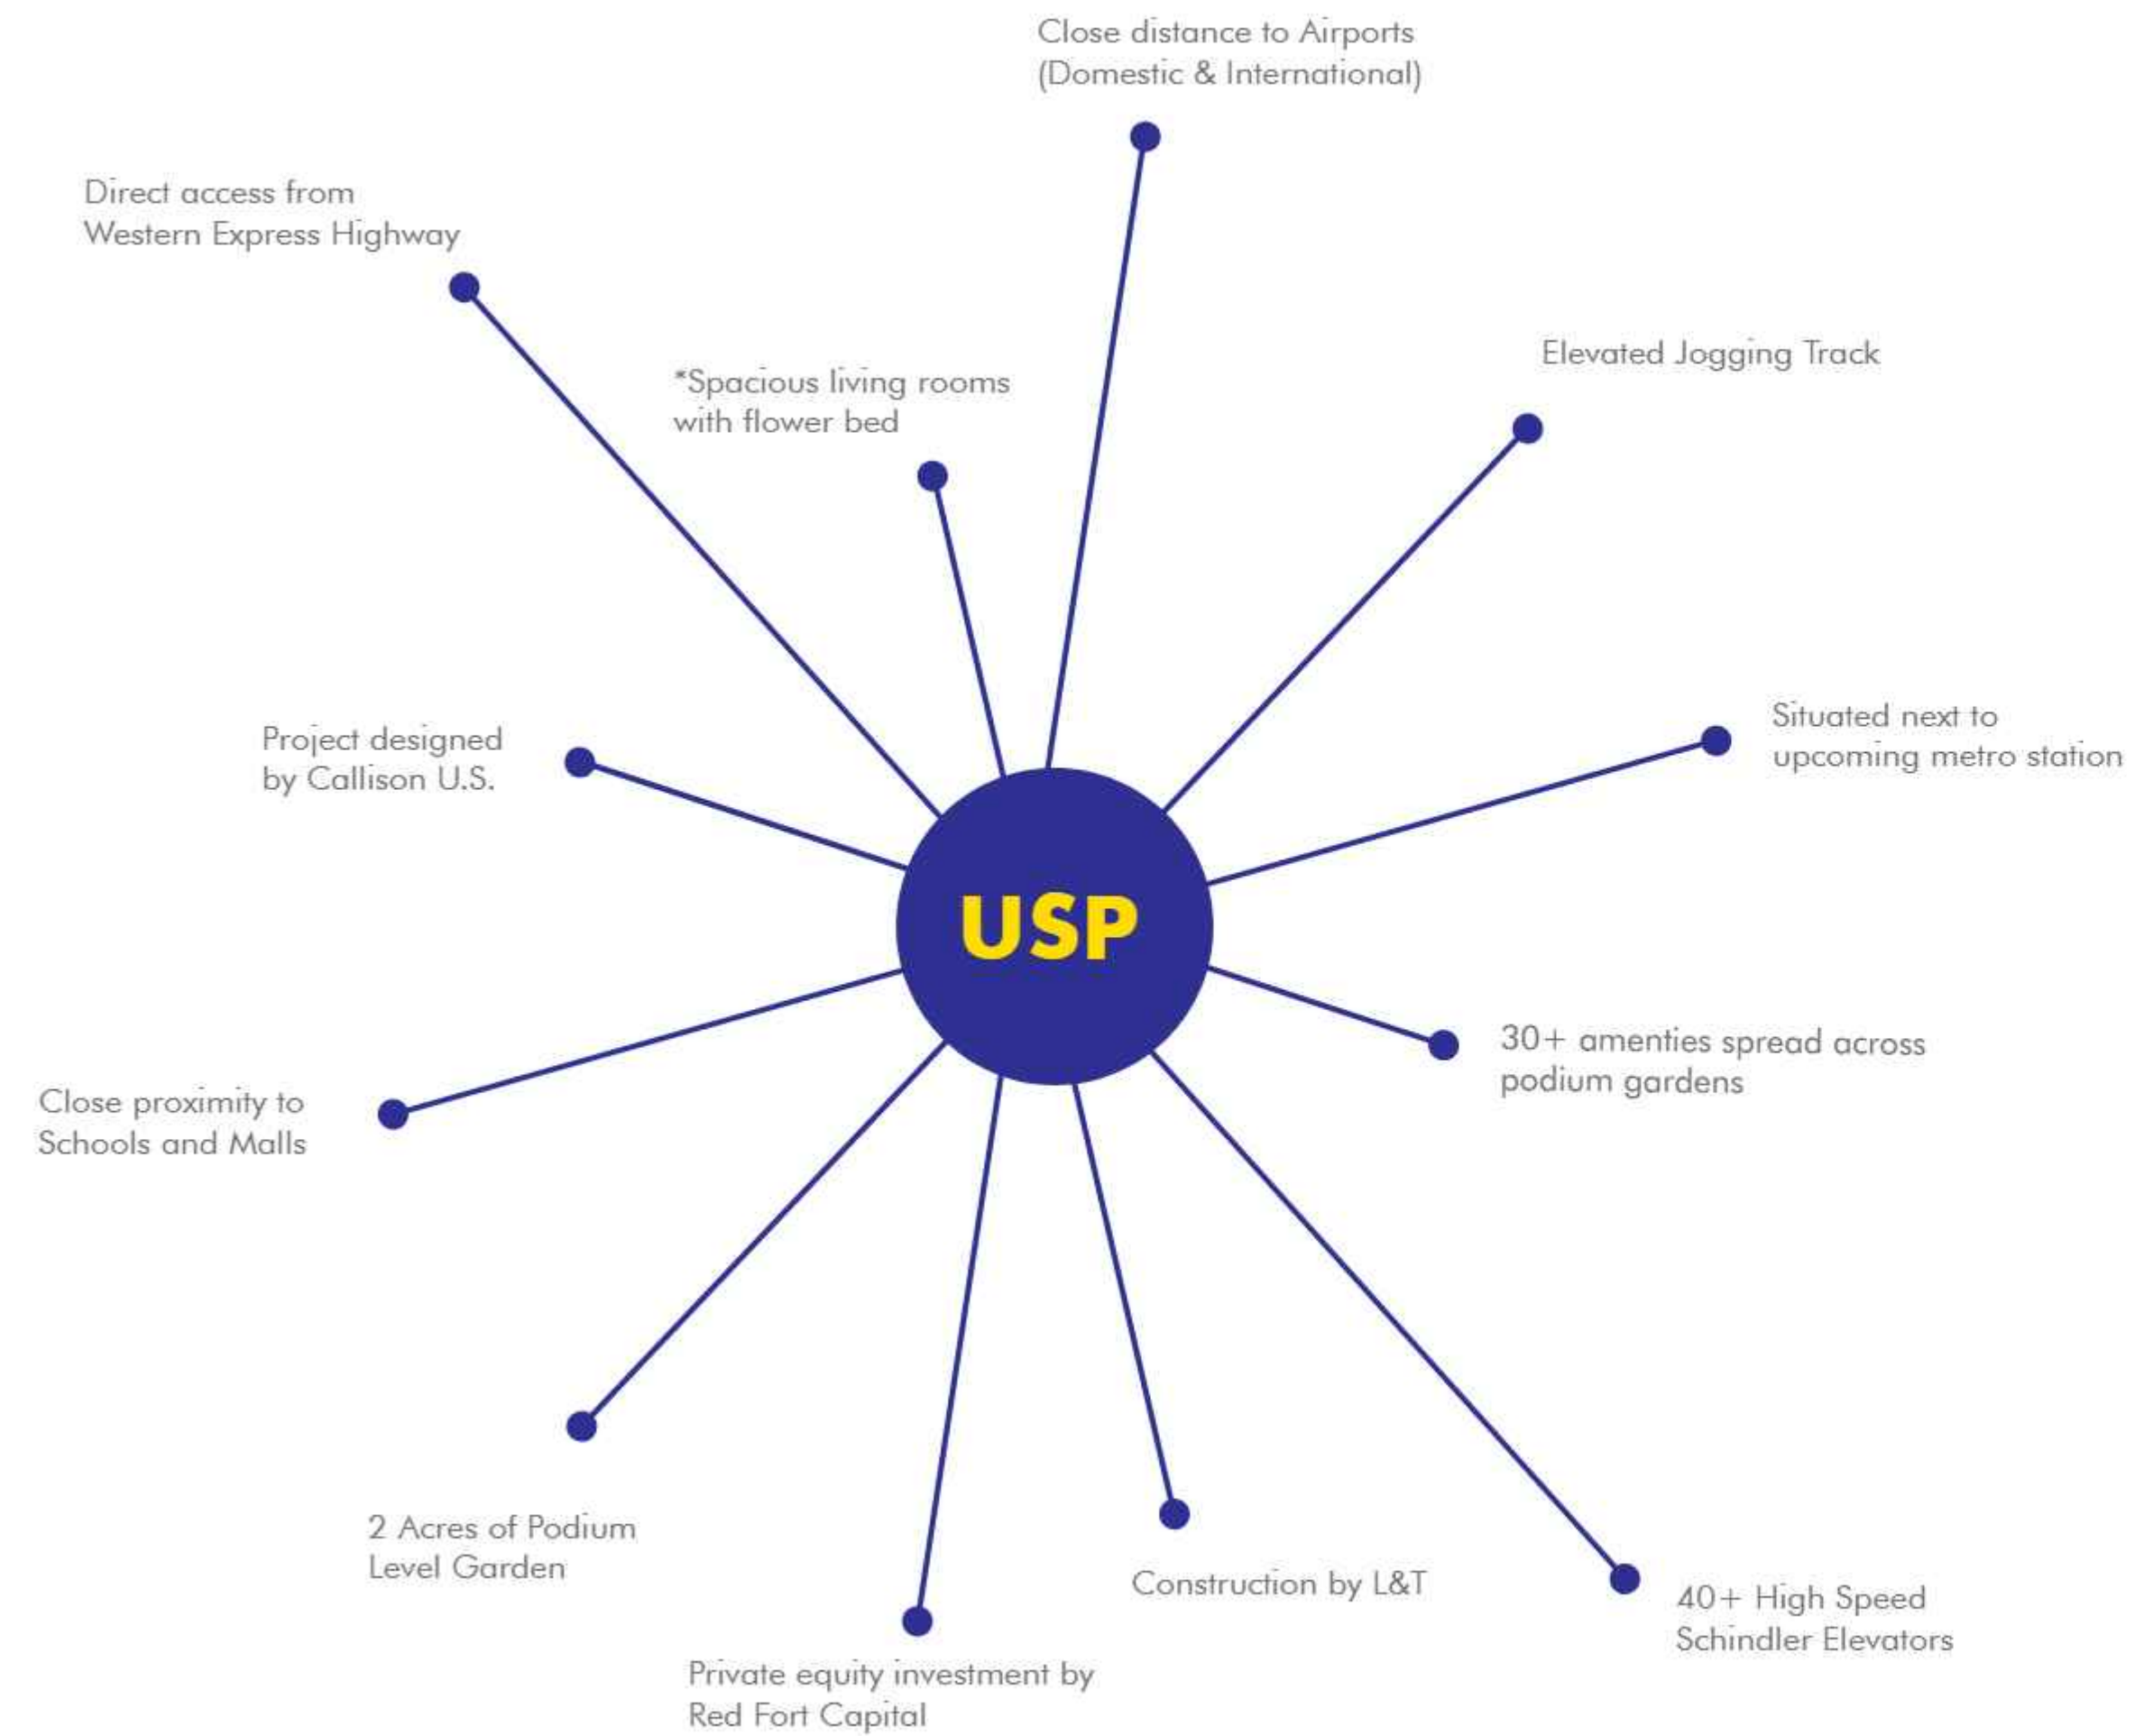 Close distance to Airports
(Domestic & International)
Direct access from
Western Express Highway
Elevated Jogging Track
*Spacious living rooms
with flower bed
Situated next to
upcoming metro station
Project designed
by Callison U.S.
USP
30+ amenties spread across
podium gardens
Close proximity to
Schools and Malls
2 Acres of Podium
Level Garden
Construction by L&T
40+ High Speed
Schindler Elevators
Private equity investment by
Red Fort Capital